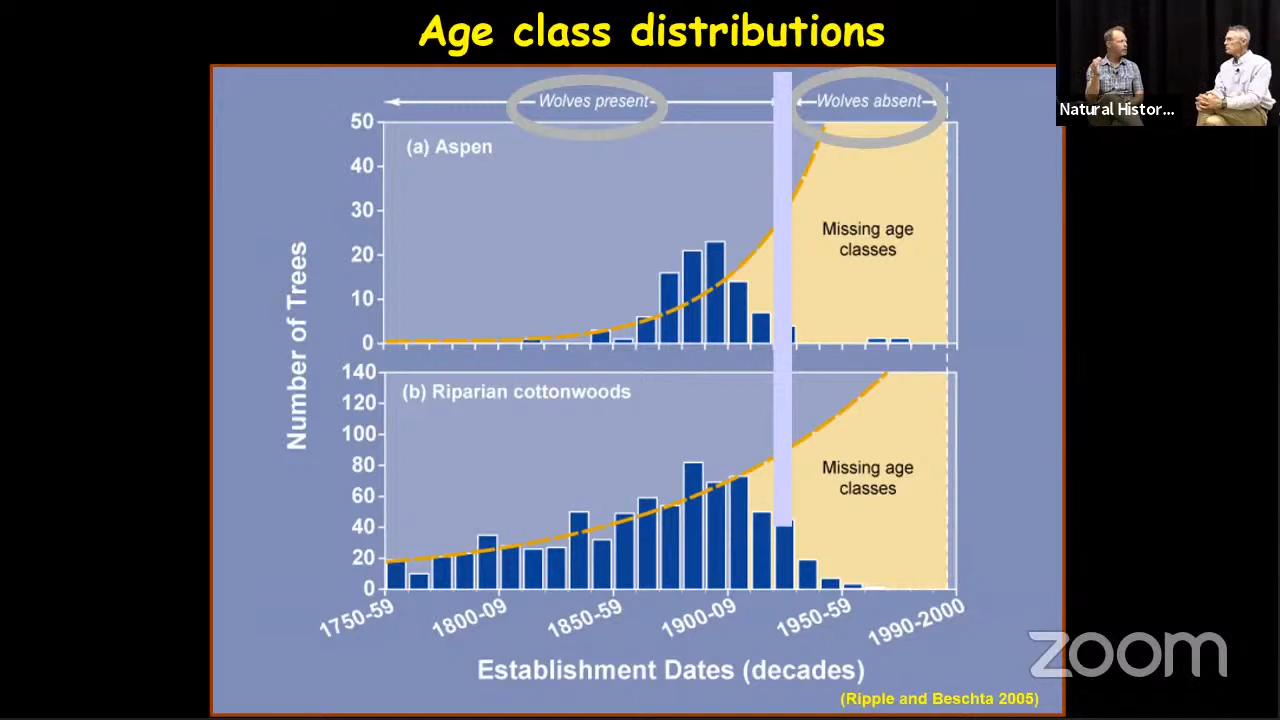 Age class distributions
Natural Histor...
Wolves present
Wolves absent
50
(a) Aspen
40
30
Missing age
classes
20
10
0
Number of Trees
140
(b) Riparian cottonwoods
120
100
80
Missing age
classes
60
40
20
0
1750-59
1800-09
1850-59
1900-09
1950-59
1990-2000
zoom
Establishment Dates (decades)
(Ripple and Beschta 2005)